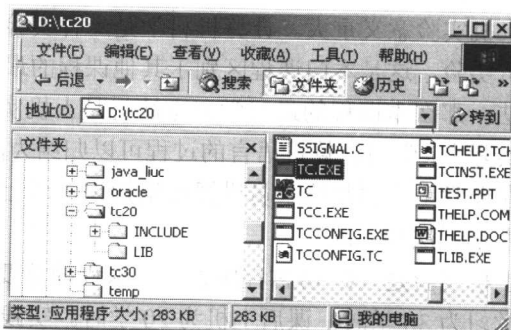 D:\tc20
文件(F) 编辑(E) 查看(V) 收藏(A) 工具(T) 帮助(H)
后退 搜索 文件夹 历史 »
地址(D) D:\tc20 转到
文件夹
java_liuc
oracle
tc20
INCLUDE
LIB
tc30
temp
SSIGNAL.C
TC.EXE
TC
TCC.EXE
TCCONFIG.EXE
TCCONFIG.TC
TCHELP.TCH
TCINST.EXE
TEST.PPT
THELP.COM
THELP.DOC
TLIB.EXE
类型: 应用程序 大小: 283 KB 283 KB 我的电脑